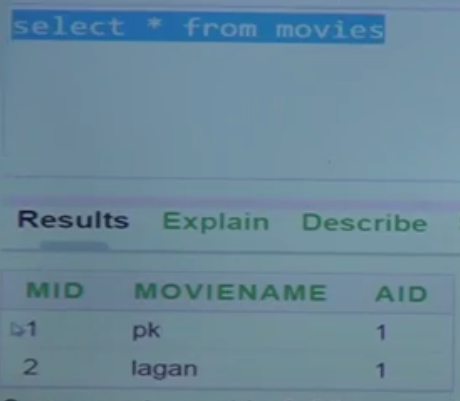 select * from movies
Results Explain Describe
MID MOVIENAME AID
1 pk 1
2 lagan 1